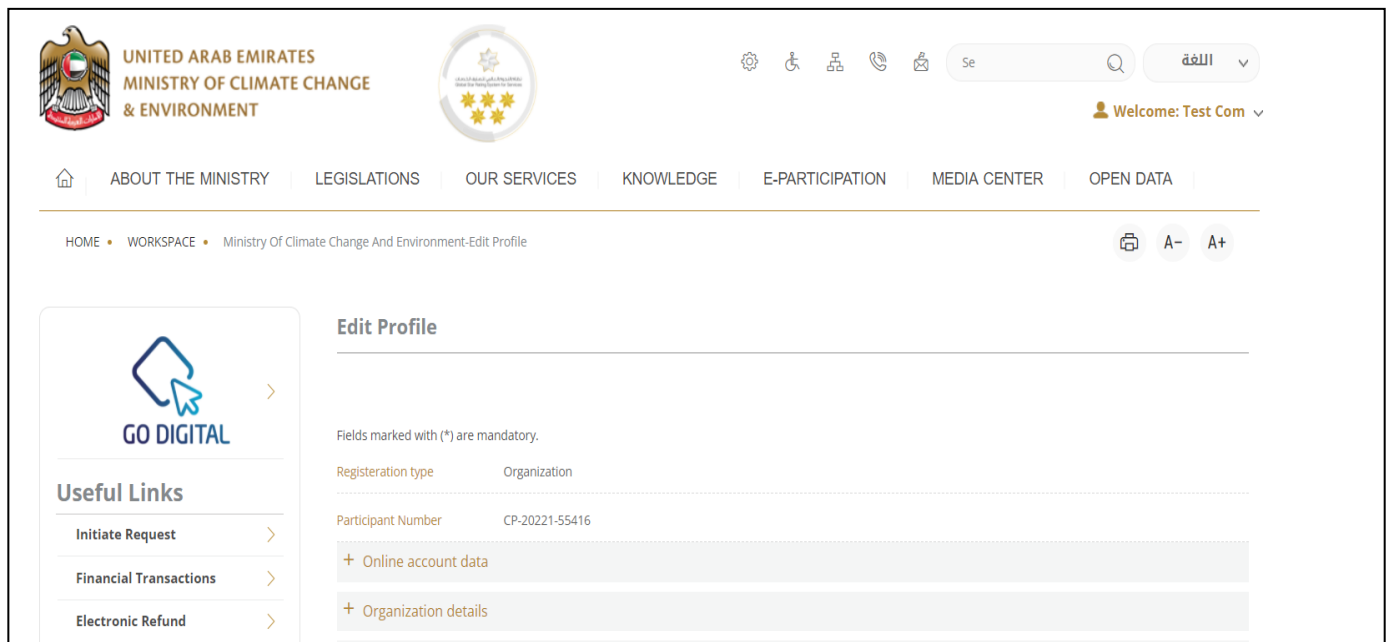 UNITED ARAB EMIRATES
MINISTRY OF CLIMATE CHANGE
& ENVIRONMENT
Se
اللغة
Welcome: Test Com
ABOUT THE MINISTRY
LEGISLATIONS
OUR SERVICES
KNOWLEDGE
E-PARTICIPATION
MEDIA CENTER
OPEN DATA
HOME • WORKSPACE • Ministry Of Climate Change And Environment-Edit Profile
A-
A+
GO DIGITAL
Useful Links
Initiate Request
Financial Transactions
Electronic Refund
Edit Profile
Fields marked with (*) are mandatory.
Registeration type Organization
Participant Number CP-20221-55416
+ Online account data
+ Organization details